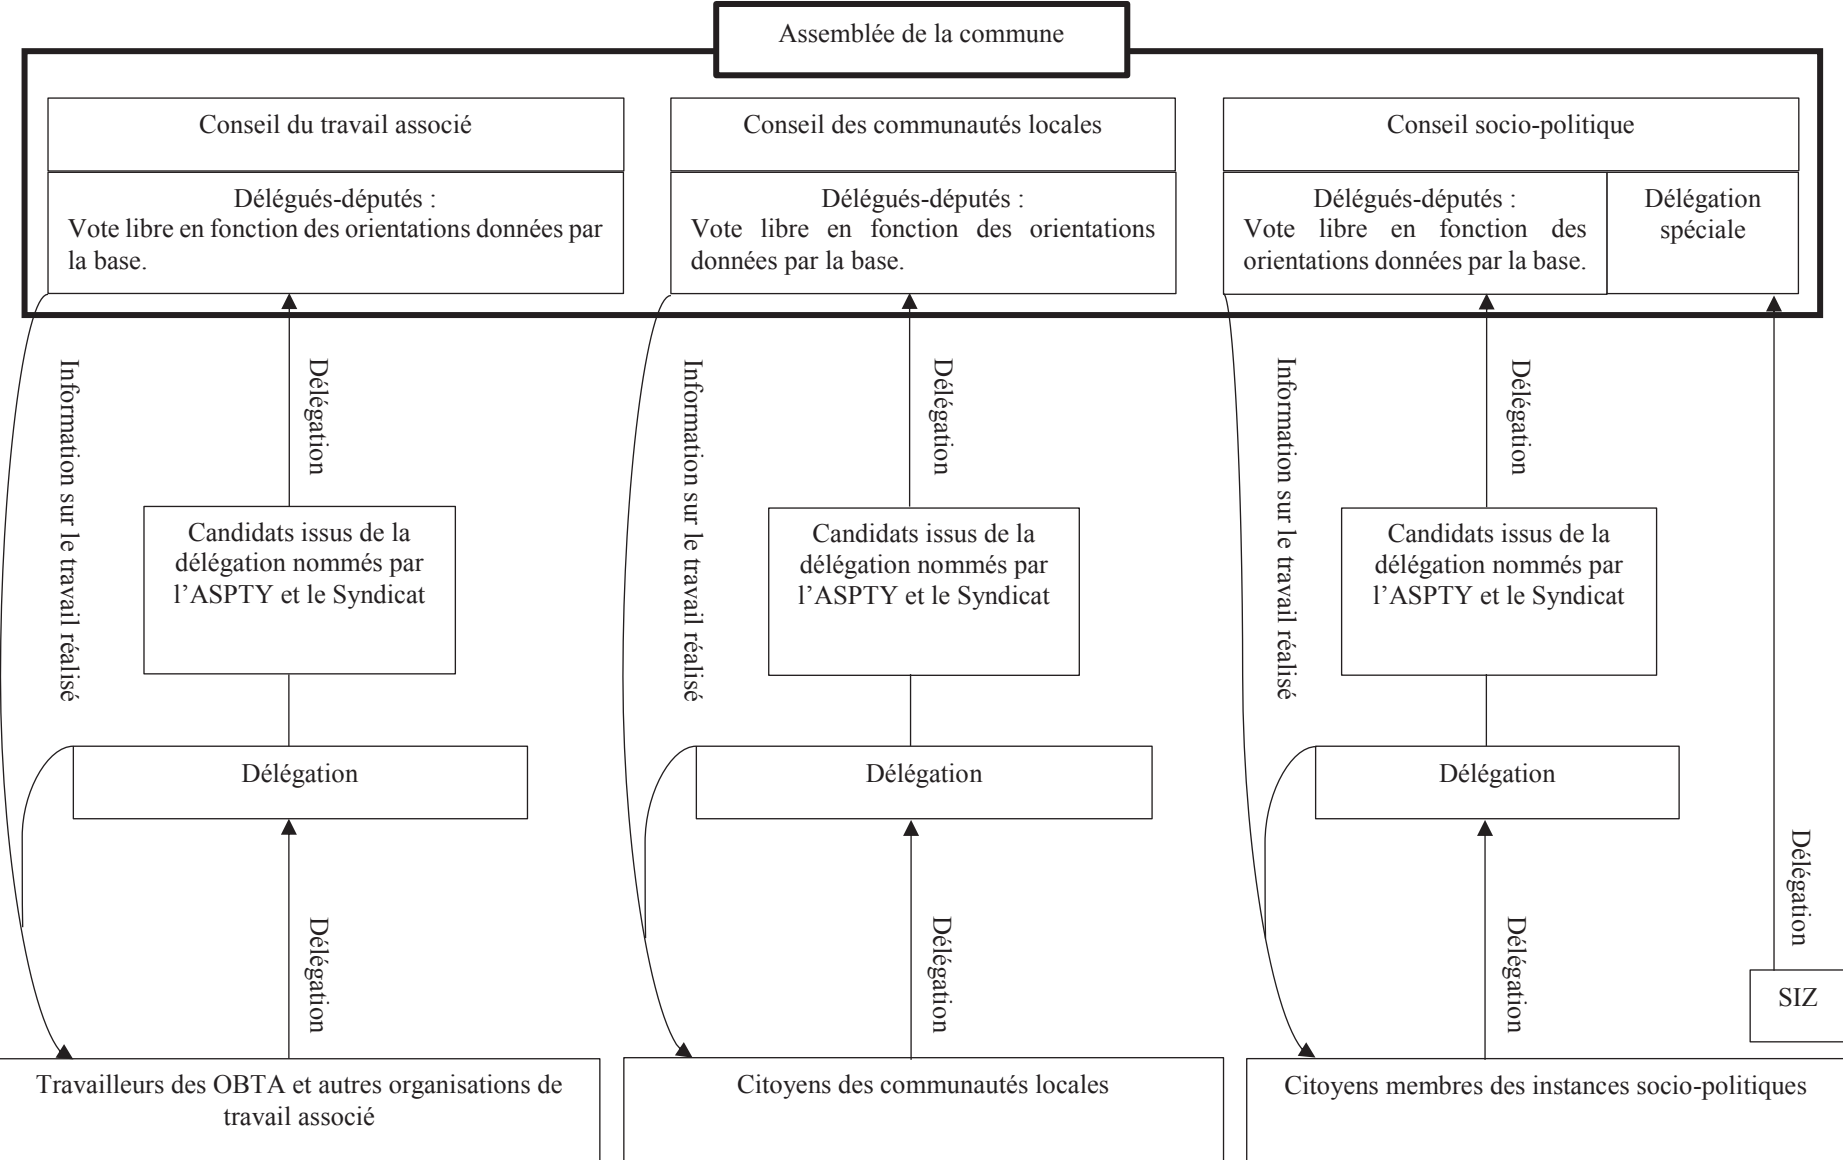 Assemblée de la commune
Conseil du travail associé
Conseil des communautés locales
Conseil socio-politique
Délégués-députés :
Vote libre en fonction des orientations données par
la base.
Délégués-députés :
Vote libre en fonction des orientations
données par la base.
Délégués-députés :
Vote libre en fonction des
orientations données par la base.
Délégation
spéciale
Information sur le travail réalisé
Délégation
Information sur le travail réalisé
Délégation
Information sur le travail réalisé
Délégation
Candidats issus de la
délégation nommés par
l’ASPTY et le Syndicat
Candidats issus de la
délégation nommés par
l’ASPTY et le Syndicat
Candidats issus de la
délégation nommés par
l’ASPTY et le Syndicat
Délégation
Délégation
Délégation
Délégation
Délégation
Délégation
Délégation
SIZ
Travailleurs des OBTA et autres organisations de
travail associé
Citoyens des communautés locales
Citoyens membres des instances socio-politiques